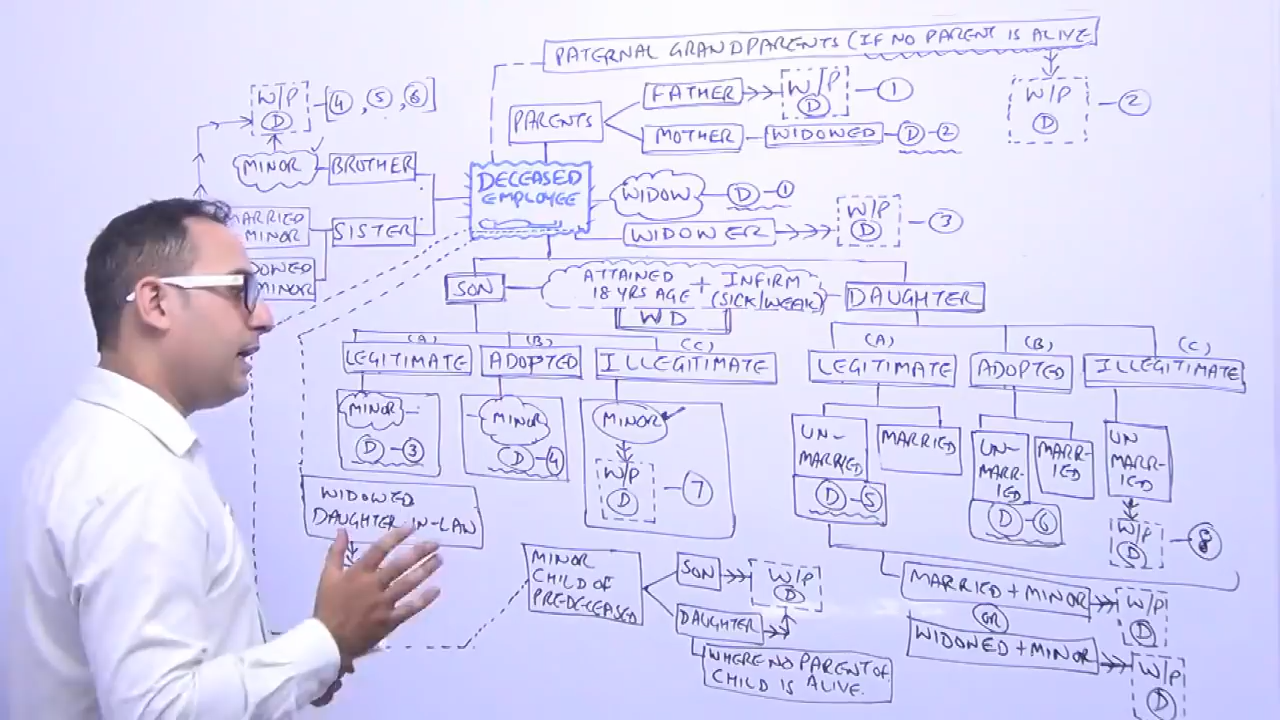 PATERNAL GRANDPARENTS (IF NO PARENT IS ALIVE
W/P
D
②
PARENTS
FATHER
W/P
D
①
MOTHER
WIDOWED
D - ②
W/P
D
[④, ⑤, ⑥]
MINOR
BROTHER
MARRIED
MINOR
SISTER
MINOR
DECEASED
EMPLOYEE
WIDOW
D - ①
WIDOWER
W/P
D
③
SON
ATTAINED
18 YRS AGE
+
INFIRM
(SICK/WEAK)
WD
DAUGHTER
(A)
LEGITIMATE
(B)
ADOPTED
(C)
ILLEGITIMATE
MINOR
D - ③
MINOR
D - ④
MINOR
W/P
D
⑦
(A)
LEGITIMATE
(B)
ADOPTED
(C)
ILLEGITIMATE
UN-
MARRIED
D - ⑤
MARRIED
UN-
MARR-
IED
D - ⑥
MARR-
IED
UN
MARR-
IED
W/P
D
⑧
WIDOWED
DAUGHTER-IN-LAW
MINOR
CHILD OF
PREDECEASED
SON
W/P
D
DAUGHTER
WHERE NO PARENT OF
CHILD IS ALIVE.
MARRIED + MINOR
W/P
D
OR
WIDOWED + MINOR
W/P
D